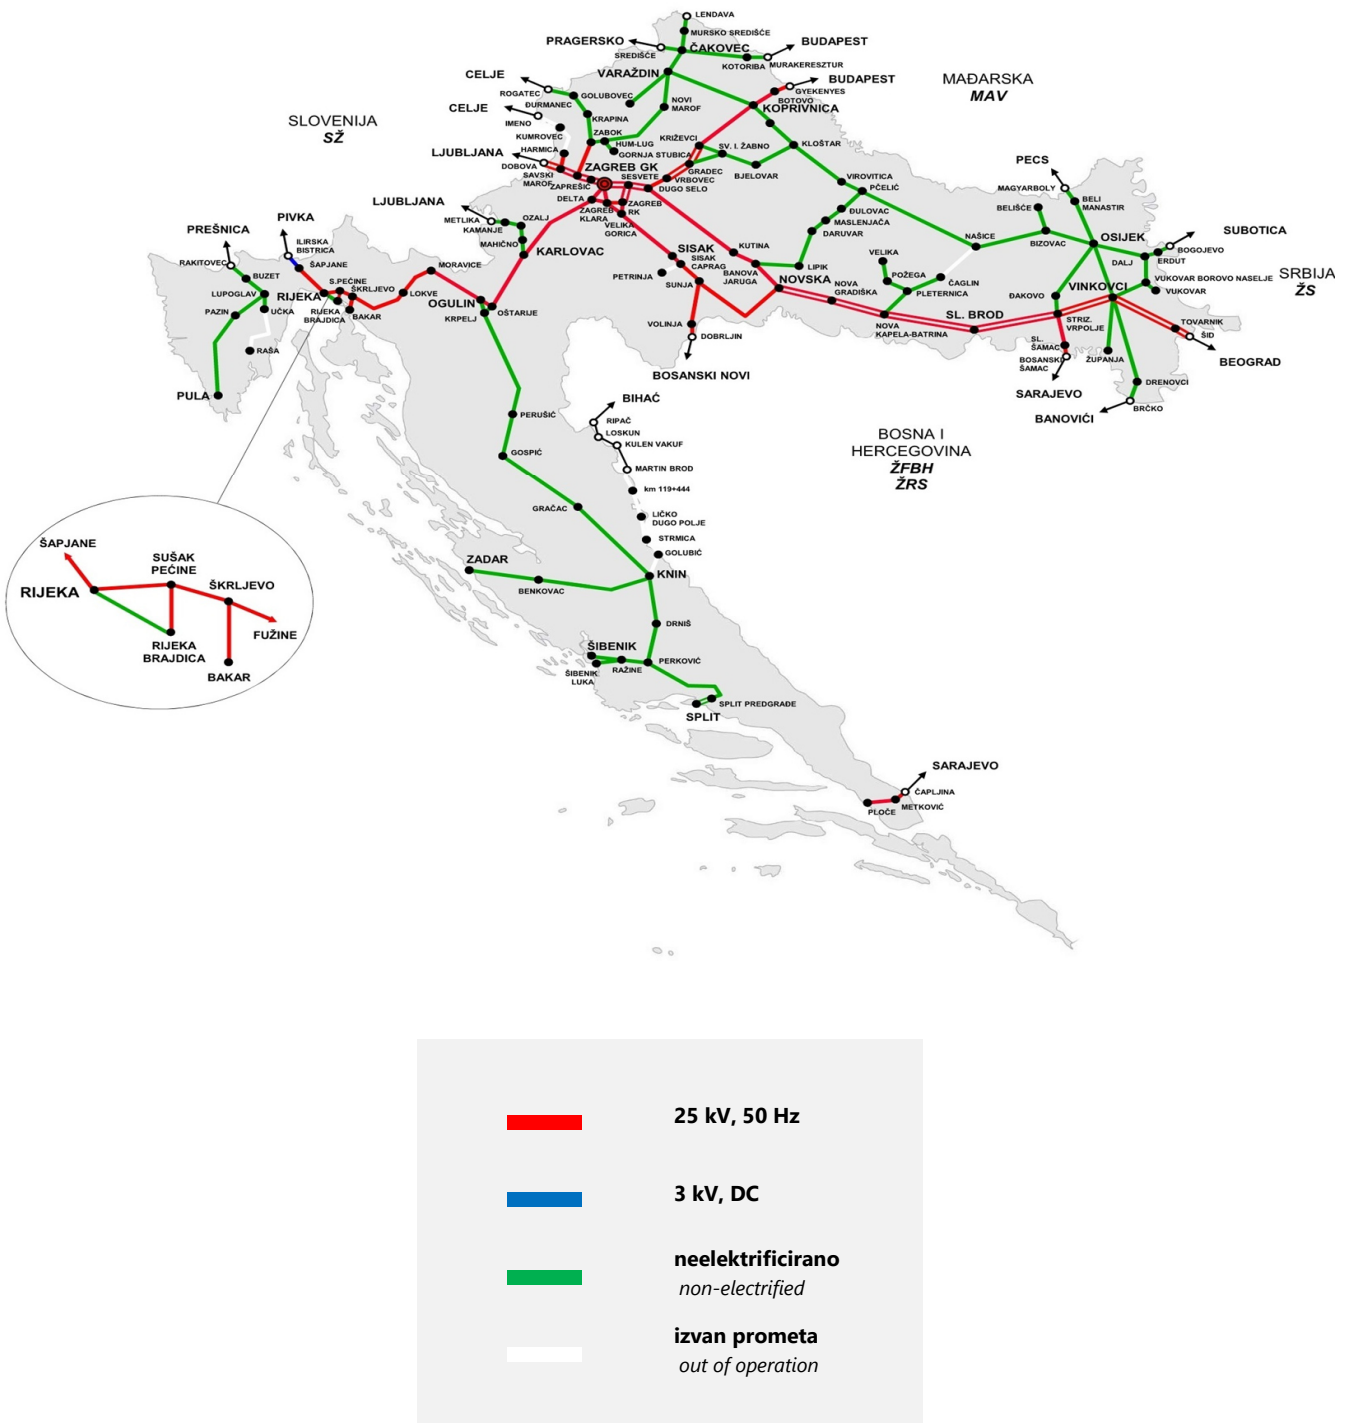 LENDAVA
MURSKO SREDIŠĆE
PRAGERSKO
SREDIŠĆE
ČAKOVEC
BUDAPEST
KOTORIBA
MURAKERESZTUR
CELJE
ROGATEC
VARAŽDIN
BUDAPEST
GYEKENYES
BOTOVO
MAĐARSKA
MAV
CELJE
ĐURMANEC
GOLUBOVEC
NOVI
MAROF
KOPRIVNICA
SLOVENIJA
SŽ
IMENO
KRAPINA
KUMROVEC
ZABOK
HUM-LUG
GORNJA STUBICA
KRIŽEVCI
SV. I. ŽABNO
KLOŠTAR
LJUBLJANA
HARMICA
DOBOVA
SAVSKI
MAROF
ZAPREŠIĆ
ZAGREB GK
SESVETE
DUGO SELO
VRBOVEC
GRADEC
BJELOVAR
VIROVITICA
PČELIĆ
PECS
MAGYARBOLY
BELI
MANASTIR
LJUBLJANA
METLIKA
KAMANJE
OZALJ
MAHIČNO
KARLOVAC
DELTA
ZAGREB
KLARA
ZAGREB
RK
VELIKA
GORICA
ĐULOVAC
MASLENJAČA
DARUVAR
BELIŠĆE
BIZOVAC
NAŠICE
OSIJEK
SUBOTICA
BOGOJEVO
ERDUT
DALJ
PIVKA
PREŠNICA
ILIRSKA
BISTRICA
ŠAPJANE
RAKITOVEC
BUZET
LUPOGLAV
PAZIN
UČKA
RAŠA
PULA
S.PEĆINE
ŠKRLJEVO
RIJEKA
RIJEKA
BRAJDICA
BAKAR
MORAVICE
LOKVE
OGULIN
KRPELJ
OŠTARIJE
SISAK
SISAK
CAPRAG
PETRINJA
SUNJA
KUTINA
BANOVA
JARUGA
LIPIK
NOVSKA
VELIKA
POŽEGA
ČAGLIN
PLETERNICA
NOVA
GRADIŠKA
NOVA
KAPELA-BATRINA
SL. BROD
ĐAKOVO
STRIZ.
VRPOLJE
VINKOVCI
VUKOVAR BOROVO NASELJE
VUKOVAR
SRBIJA
ŽS
TOVARNIK
ŠID
BEOGRAD
VOLINJA
DOBRLJIN
BOSANSKI NOVI
SL.
ŠAMAC
BOSANSKI
ŠAMAC
SARAJEVO
ŽUPANJA
DRENOVCI
BRČKO
BANOVIĆI
BOSNA I
HERCEGOVINA
ŽFBH
ŽRS
PERUŠIĆ
GOSPIĆ
GRAČAC
BIHAĆ
RIPAČ
LOSKUN
KULEN VAKUF
MARTIN BROD
km 119+444
LIČKO
DUGO POLJE
STRMICA
GOLUBIĆ
ZADAR
BENKOVAC
KNIN
DRNIŠ
ŠIBENIK
ŠIBENIK
LUKA
RAŽINE
PERKOVIĆ
SPLIT PREDGRAĐE
SPLIT
SARAJEVO
ČAPLJINA
METKOVIĆ
PLOČE
ŠAPJANE
RIJEKA
SUŠAK
PEĆINE
ŠKRLJEVO
FUŽINE
RIJEKA
BRAJDICA
BAKAR
25 kV, 50 Hz
3 kV, DC
neelektrificirano
non-electrified
izvan prometa
out of operation